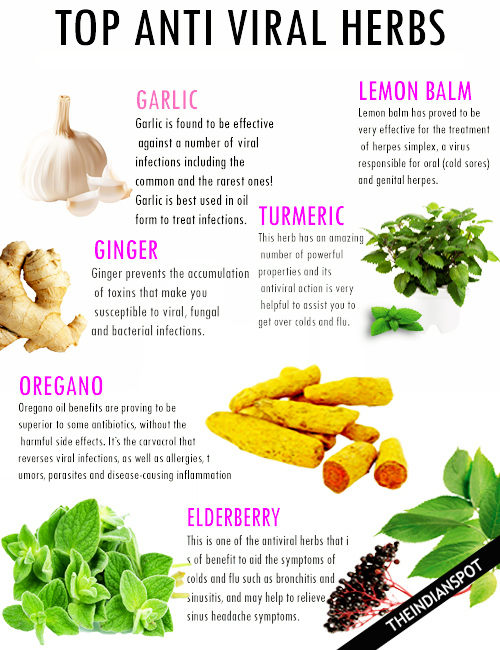 TOP ANTI VIRAL HERBS
GARLIC
Garlic is found to be effective
against a number of viral
infections including the
common and the rarest ones!
Garlic is best used in oil
form to treat infections.
LEMON BALM
Lemon balm has proved to be
very effective for the treatment
of herpes simplex, a virus
responsible for oral (cold sores)
and genital herpes.
GINGER
Ginger prevents the accumulation
of toxins that make you
susceptible to viral, fungal
and bacterial infections.
TURMERIC
This herb has an amazing
number of powerful
properties and its
antiviral action is very
helpful to assist you to
get over colds and flu.
OREGANO
Oregano oil benefits are proving to be
superior to some antibiotics, without the
harmful side effects. It's the carvacrol that
reverses viral infections, as well as allergies, t
umors, parasites and disease-causing inflammation
ELDERBERRY
This is one of the antiviral herbs that i
s of benefit to aid the symptoms of
colds and flu such as bronchitis and
sinusitis, and may help to relieve
sinus headache symptoms.
THEINDIANSPOT